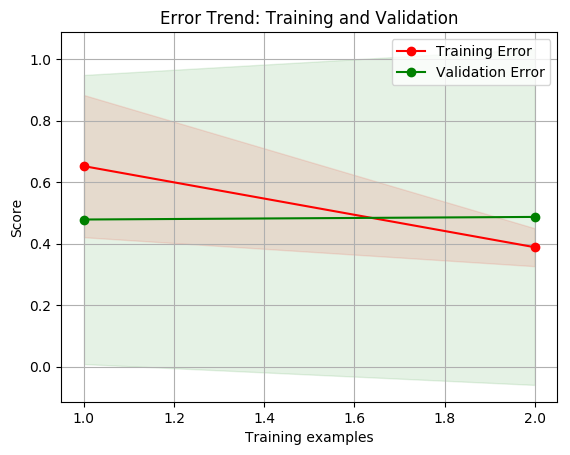 Error Trend: Training and Validation
Training Error
Validation Error
1.0
0.8
0.6
0.4
0.2
0.0
Score
1.0 1.2 1.4 1.6 1.8 2.0
Training examples